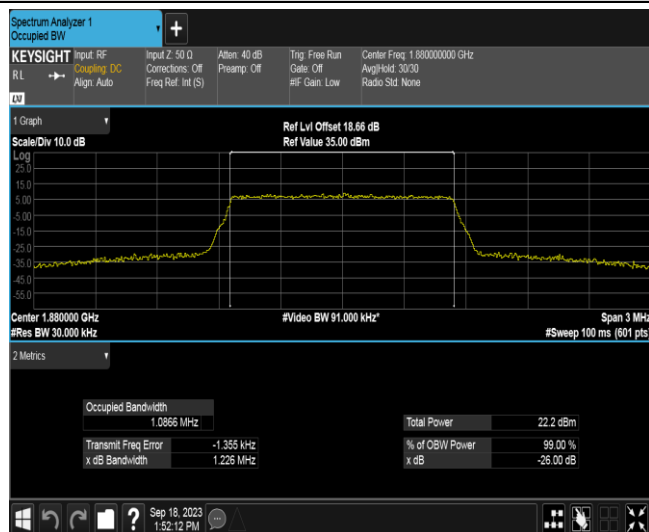 Spectrum Analyzer 1
Occupied BW
KEYSIGHT
RL
LXI
Input: RF
Coupling: DC
Align: Auto
Input Z: 50 Ω
Corrections: Off
Freq Ref: Int (S)
Atten: 40 dB
Preamp: Off
Trig: Free Run
Gate: Off
#IF Gain: Low
Center Freq: 1.880000000 GHz
Avg|Hold: 30/30
Radio Std: None
1 Graph
Scale/Div 10.0 dB
Ref Lvl Offset 18.66 dB
Ref Value 35.00 dBm
Log
25.0
15.0
5.00
-5.00
-15.0
-25.0
-35.0
-45.0
-55.0
Center 1.880000 GHz
#Res BW 30.000 kHz
#Video BW 91.000 kHz*
Span 3 MHz
#Sweep 100 ms (601 pts)
2 Metrics
Occupied Bandwidth
1.0866 MHz
Transmit Freq Error -1.355 kHz
x dB Bandwidth 1.226 MHz
Total Power 22.2 dBm
% of OBW Power 99.00 %
x dB -26.00 dB
?
Sep 18, 2023
1:52:12 PM